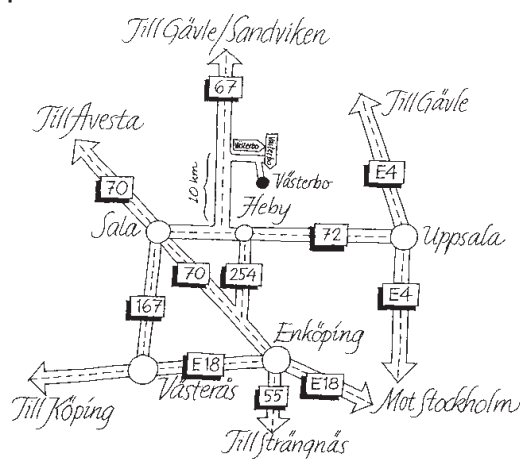 Till Gävle/Sandviken
67
Till Gävle
Till Avesta
Västerbo
Västerbo
E4
70
10 km
Västerbo
Heby
Sala
72
Uppsala
70
254
E4
167
Enköping
E18
E18
Västerås
55
Till Köping
Mot Stockholm
Till Strängnäs